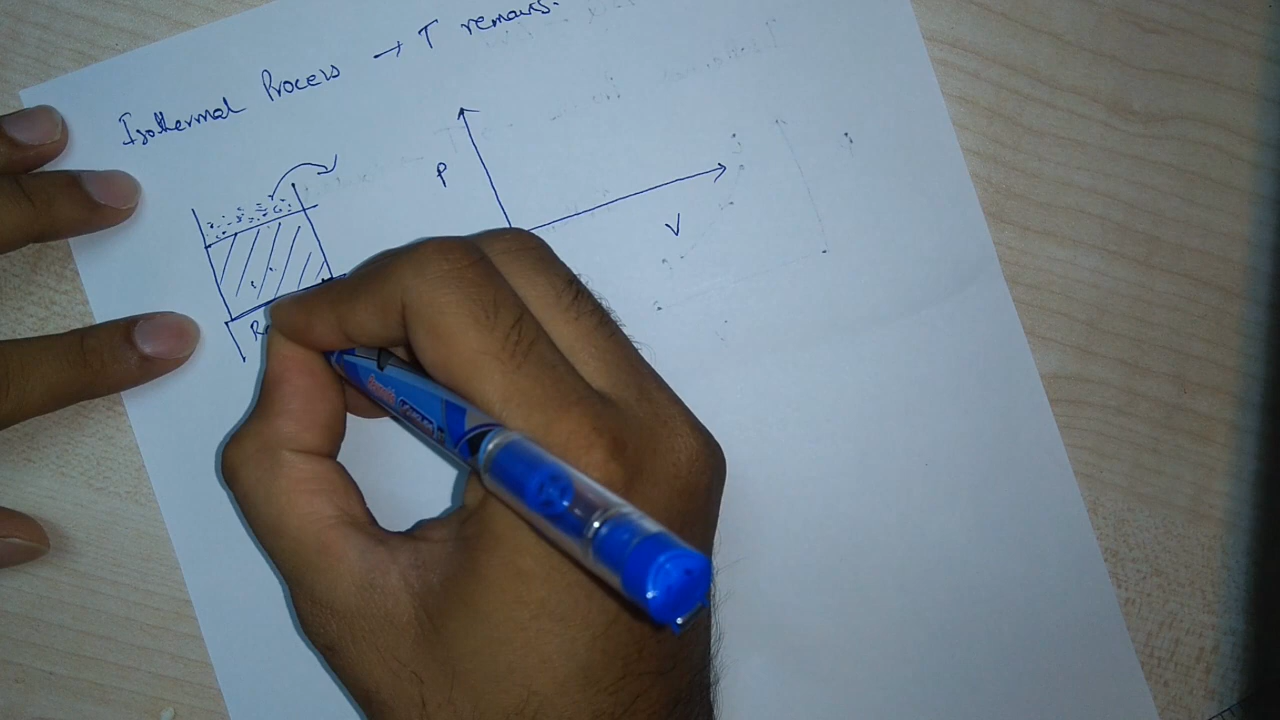 Isothermal Process → T remains.
P
V